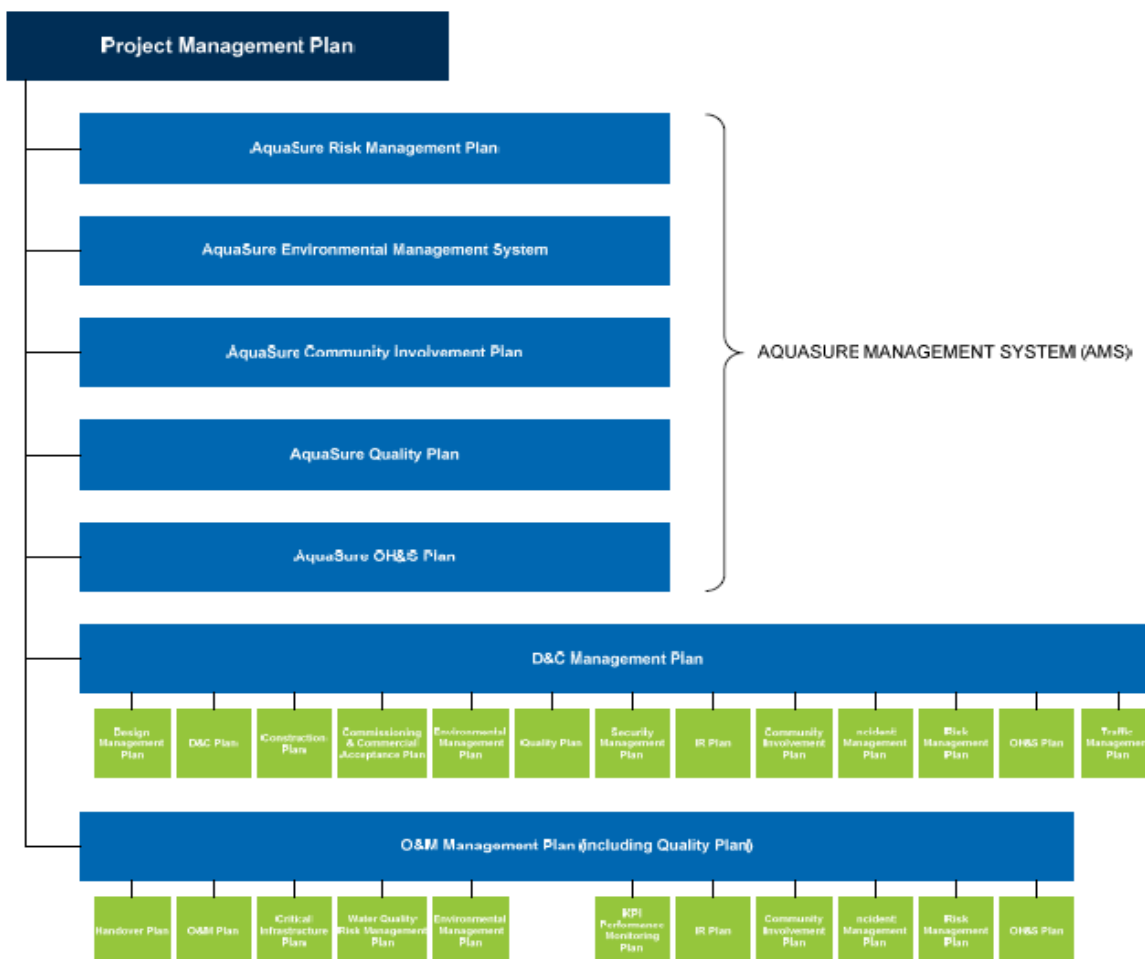 Project Management Plan
AquaSure Risk Management Plan
AquaSure Environmental Management System
AquaSure Community Involvement Plan
AQUASURE MANAGEMENT SYSTEM (AMS)
AquaSure Quality Plan
AquaSure OH&S Plan
D&C Management Plan
Design
Management
Plan
D&C Plan
Construction
Plan
Commissioning
& Commercial
Acceptance Plan
Environmental
Management
Plan
Quality Plan
Security
Management
Plan
IR Plan
Community
Involvement
Plan
Incident
Management
Plan
Risk
Management
Plan
OH&S Plan
Traffic
Management
Plan
O&M Management Plan (including Quality Plan)
Handover Plan
O&M Plan
Critical
Infrastructure
Plan
Water Quality
Risk Management
Plan
Environmental
Management
Plan
KPI
Performance
Monitoring
Plan
IR Plan
Community
Involvement
Plan
Incident
Management
Plan
Risk
Management
Plan
OH&S Plan